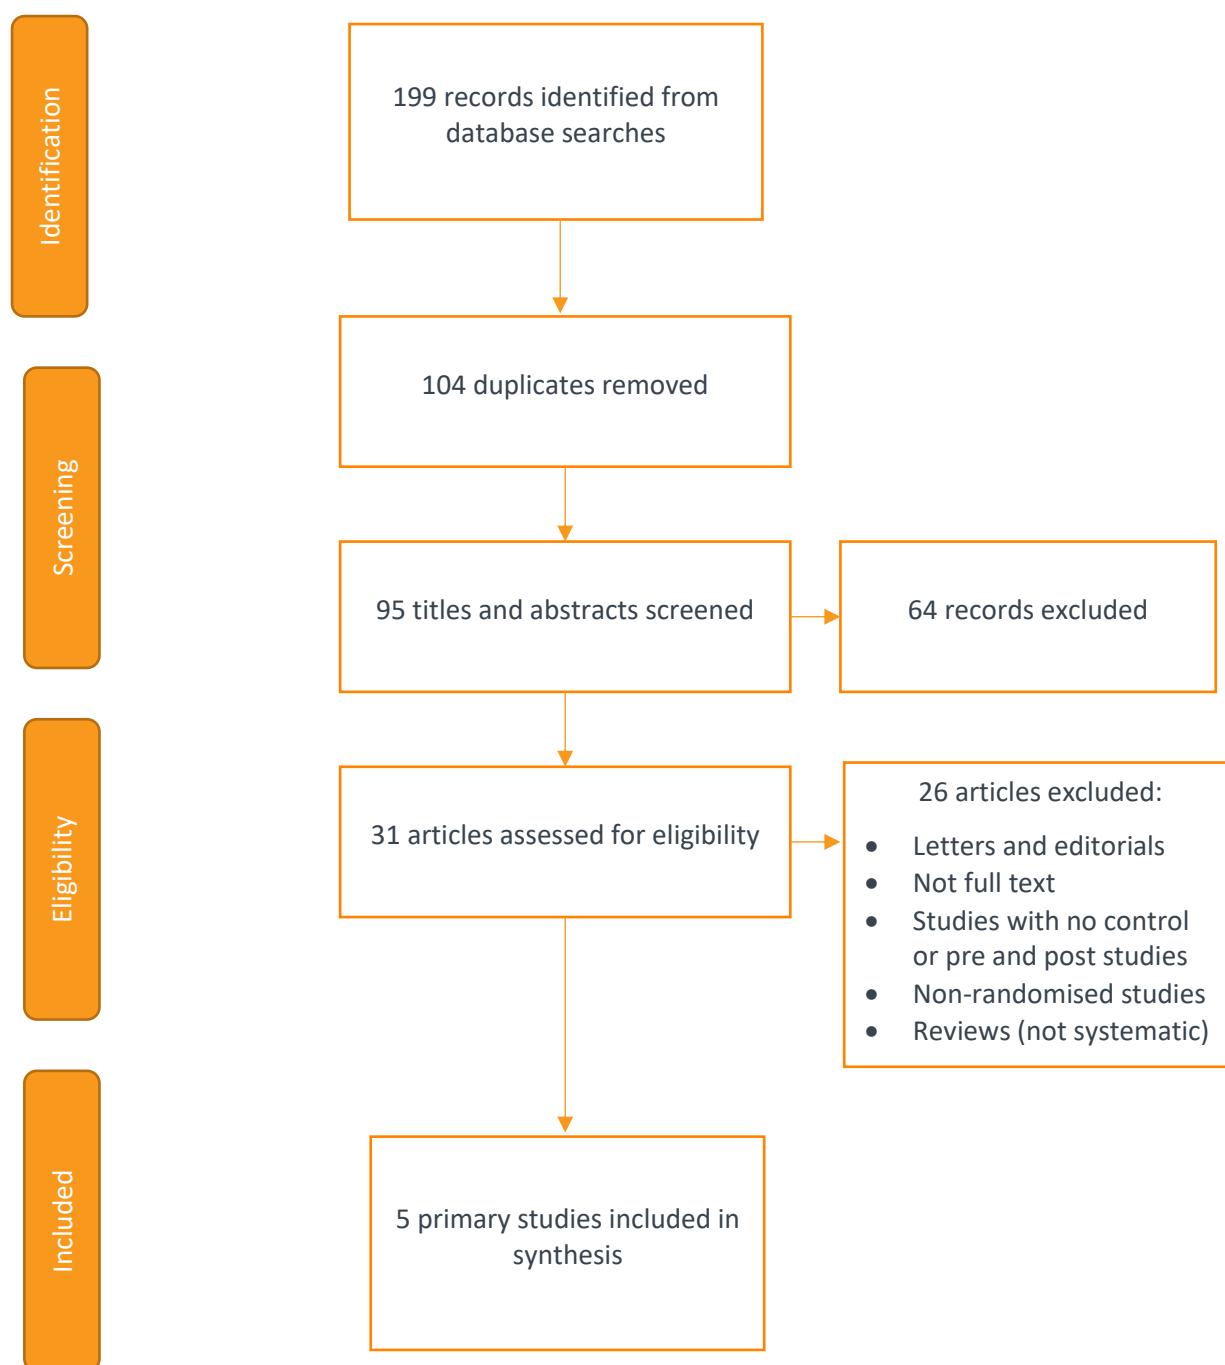 Identification
199 records identified from
database searches
104 duplicates removed
Screening
95 titles and abstracts screened
64 records excluded
Eligibility
31 articles assessed for eligibility
26 articles excluded:
• Letters and editorials
• Not full text
• Studies with no control
or pre and post studies
• Non-randomised studies
• Reviews (not systematic)
Included
5 primary studies included in
synthesis